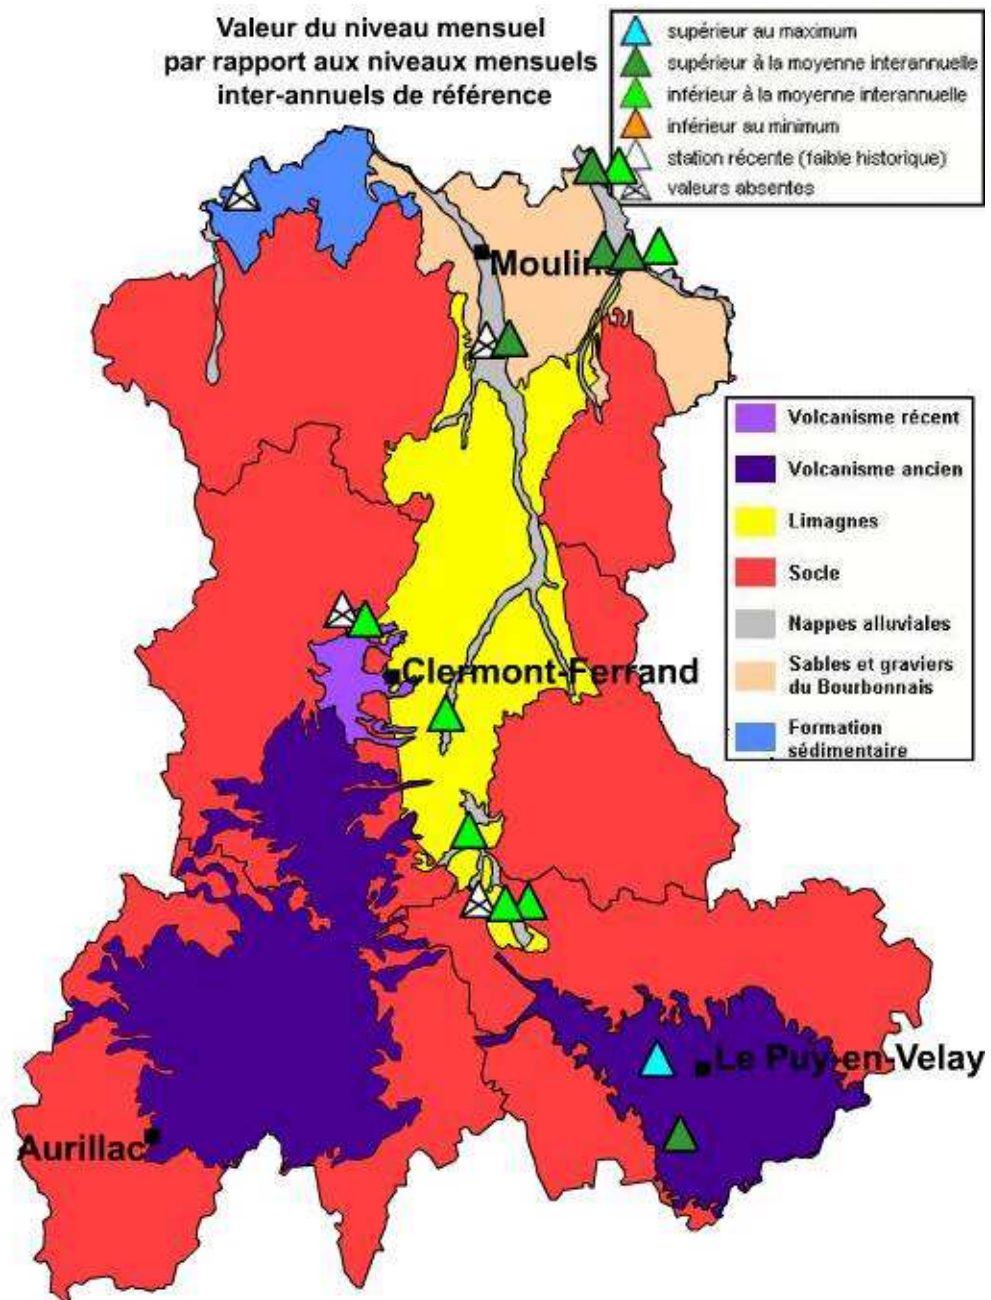 Valeur du niveau mensuel
par rapport aux niveaux mensuels
inter-annuels de référence
supérieur au maximum
supérieur à la moyenne interannuelle
inférieur à la moyenne interannuelle
inférieur au minimum
station récente (faible historique)
valeurs absentes
Moulins
Volcanisme récent
Volcanisme ancien
Limagnes
Socle
Nappes alluviales
Sables et graviers
du Bourbonnais
Formation
sédimentaire
Clermont-Ferrand
Le Puy-en-Velay
Aurillac